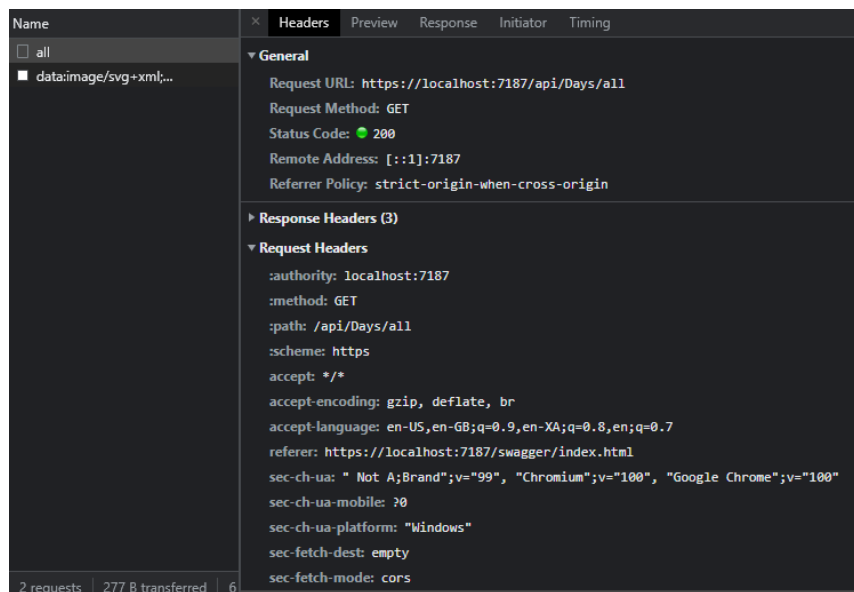 Name
× Headers Preview Response Initiator Timing
all
data:image/svg+xml;...
General
Request URL: https://localhost:7187/api/Days/all
Request Method: GET
Status Code: 200
Remote Address: [::1]:7187
Referrer Policy: strict-origin-when-cross-origin
Response Headers (3)
Request Headers
:authority: localhost:7187
:method: GET
:path: /api/Days/all
:scheme: https
accept: */*
accept-encoding: gzip, deflate, br
accept-language: en-US,en-GB;q=0.9,en-XA;q=0.8,en;q=0.7
referer: https://localhost:7187/swagger/index.html
sec-ch-ua: " Not A;Brand";v="99", "Chromium";v="100", "Google Chrome";v="100"
sec-ch-ua-mobile: ?0
sec-ch-ua-platform: "Windows"
sec-fetch-dest: empty
sec-fetch-mode: cors
2 requests 277 B transferred 6